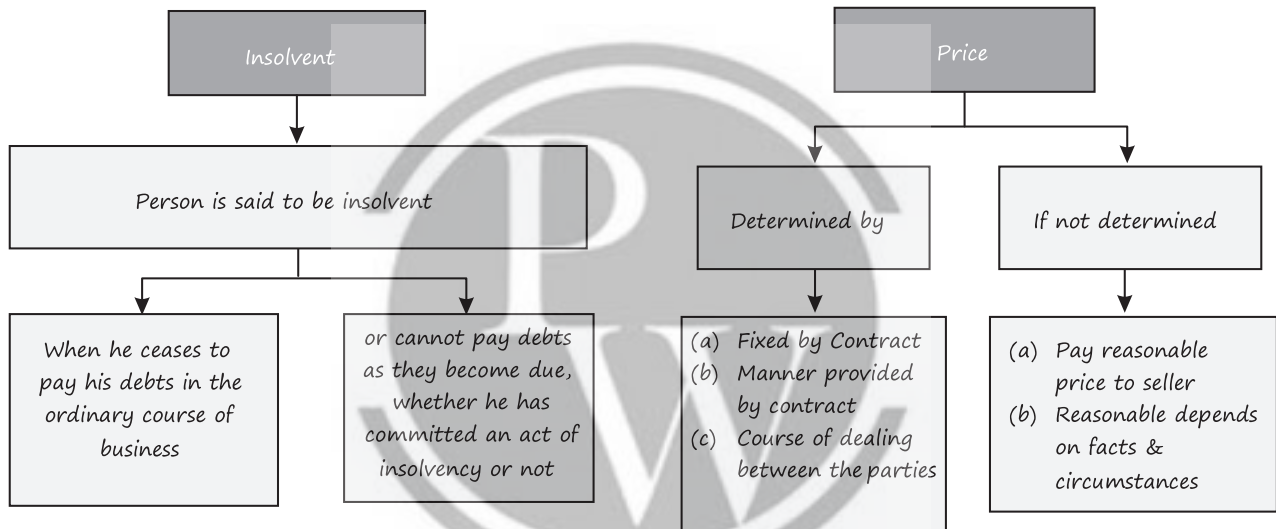 Insolvent
Person is said to be insolvent
When he ceases to
pay his debts in the
ordinary course of
business
or cannot pay debts
as they become due,
whether he has
committed an act of
insolvency or not
Price
Determined by
(a) Fixed by Contract
(b) Manner provided
by contract
(c) Course of dealing
between the parties
If not determined
(a) Pay reasonable
price to seller
(b) Reasonable depends
on facts &
circumstances
PW